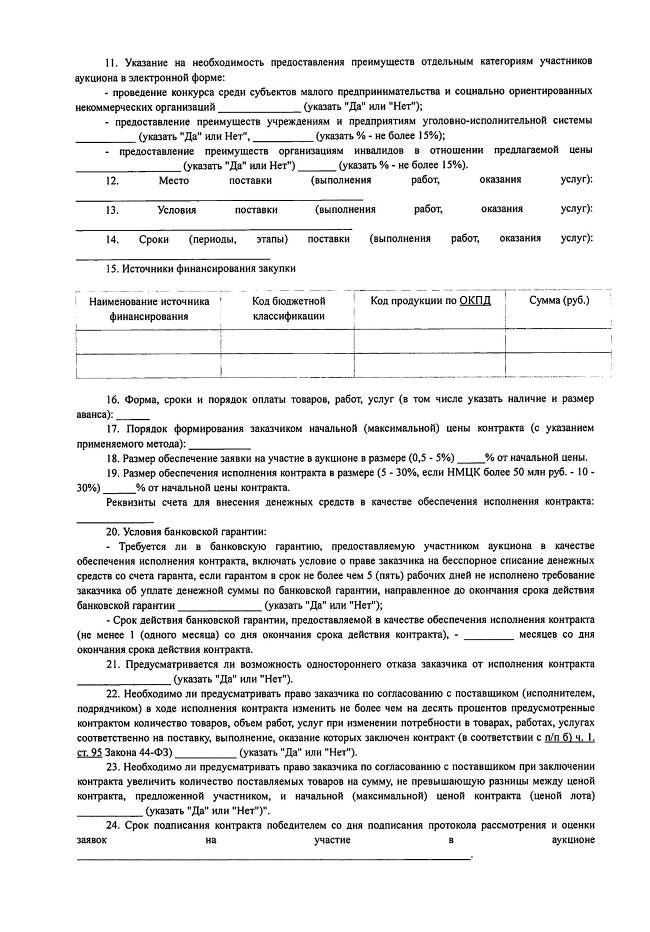 11. Указание на необходимость предоставления преимуществ отдельным категориям участников
аукциона в электронной форме:
- проведение конкурса среди субъектов малого предпринимательства и социально ориентированных
некоммерческих организаций _______________ (указать "Да" или "Нет");
- предоставление преимуществ учреждениям и предприятиям уголовно-исполнительной системы
___________ (указать "Да" или Нет", ___________ (указать % - не более 15%);
- предоставление преимуществ организациям инвалидов в отношении предлагаемой цены
___________________ (указать "Да" или Нет") _______ (указать % - не более 15%).
12. Место поставки (выполнения работ, оказания услуг):
____________________________________________________
13. Условия поставки (выполнения работ, оказания услуг):
__________________________________________________
14. Сроки (периоды, этапы) поставки (выполнения работ, оказания услуг):
___________________________________
15. Источники финансирования закупки
Наименование источника финансирования
Код бюджетной классификации
Код продукции по ОКПД
Сумма (руб.)
16. Форма, сроки и порядок оплаты товаров, работ, услуг (в том числе указать наличие и размер
аванса): ______
17. Порядок формирования заказчиком начальной (максимальной) цены контракта (с указанием
применяемого метода): ___________
18. Размер обеспечения заявки на участие в аукционе в размере (0,5 - 5%) _____% от начальной цены.
19. Размер обеспечения исполнения контракта в размере (5 - 30%, если НМЦК более 50 млн руб. - 10 -
30%) ______% от начальной цены контракта.
Реквизиты счета для внесения денежных средств в качестве обеспечения исполнения контракта:
______________
20. Условия банковской гарантии:
- Требуется ли в банковскую гарантию, предоставляемую участником аукциона в качестве
обеспечения исполнения контракта, включать условие о праве заказчика на бесспорное списание денежных
средств со счета гаранта, если гарантом в срок не более чем 5 (пять) рабочих дней не исполнено требование
заказчика об уплате денежной суммы по банковской гарантии, направленное до окончания срока действия
банковской гарантии _______________ (указать "Да" или "Нет");
- Срок действия банковской гарантии, предоставляемой в качестве обеспечения исполнения контракта
(не менее 1 (одного месяца) со дня окончания срока действия контракта), - _________ месяцев со дня
окончания срока действия контракта.
21. Предусматривается ли возможность одностороннего отказа заказчика от исполнения контракта
_________________ (указать "Да" или "Нет").
22. Необходимо ли предусматривать право заказчика по согласованию с поставщиком (исполнителем,
подрядчиком) в ходе исполнения контракта изменить не более чем на десять процентов предусмотренные
контрактом количество товаров, объем работ, услуг при изменении потребности в товарах, работах, услугах
соответственно на поставку, выполнение, оказание которых заключен контракт (в соответствии с п/п б) ч. 1.
ст. 95 Закона 44-ФЗ) ___________ (указать "Да" или "Нет").
23. Необходимо ли предусматривать право заказчика по согласованию с поставщиком при заключении
контракта увеличить количество поставляемых товаров на сумму, не превышающую разницы между ценой
контракта, предложенной участником, и начальной (максимальной) ценой контракта (ценой лота)
____________ (указать "Да" или "Нет")".
24. Срок подписания контракта победителем со дня подписания протокола рассмотрения и оценки
заявок на участие в аукционе
_______________________________________________________________________.